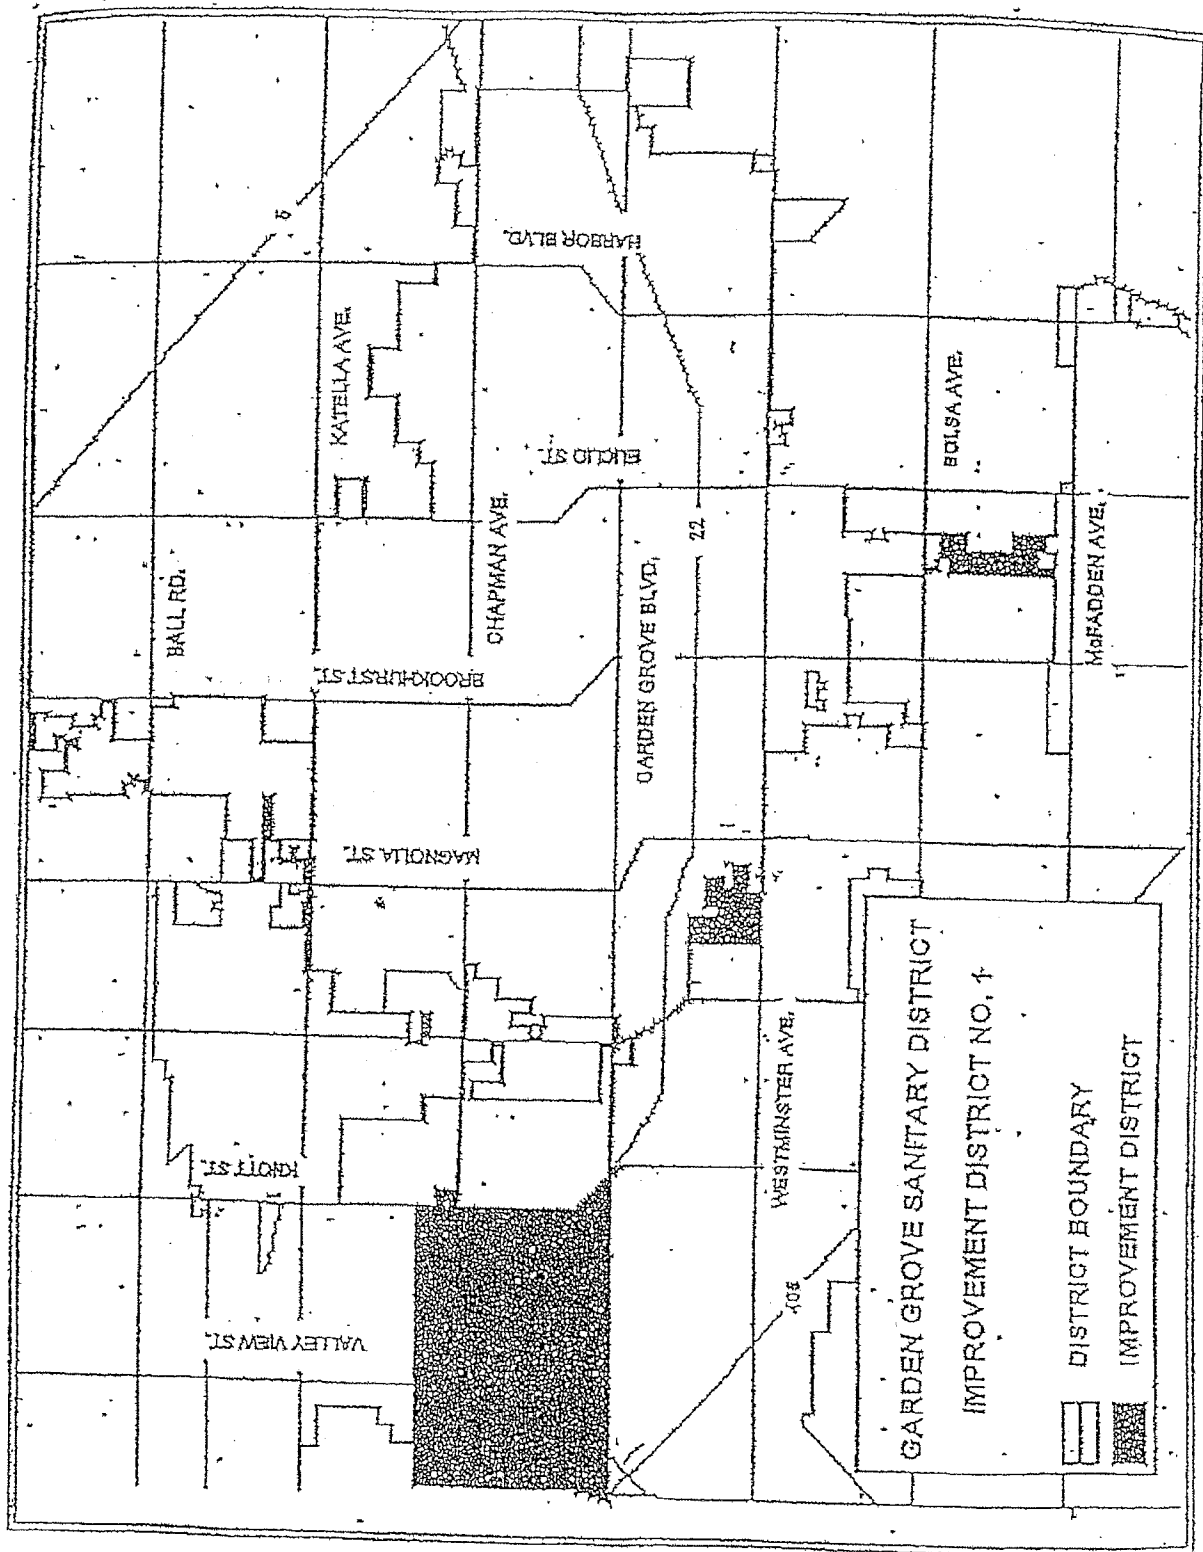 5
KATELLA AVE.
HARBOR BLVD.
BALL RD.
CHAPMAN AVE.
EUCLID ST.
BOLSA AVE.
BROOKHURST ST.
GARDEN GROVE BLVD.
22
McFADDEN AVE.
MAGNOLIA ST.
KNOTT ST.
WESTMINSTER AVE.
VALLEY VIEW ST.
405
GARDEN GROVE SANITARY DISTRICT
IMPROVEMENT DISTRICT NO. 1
DISTRICT BOUNDARY
IMPROVEMENT DISTRICT